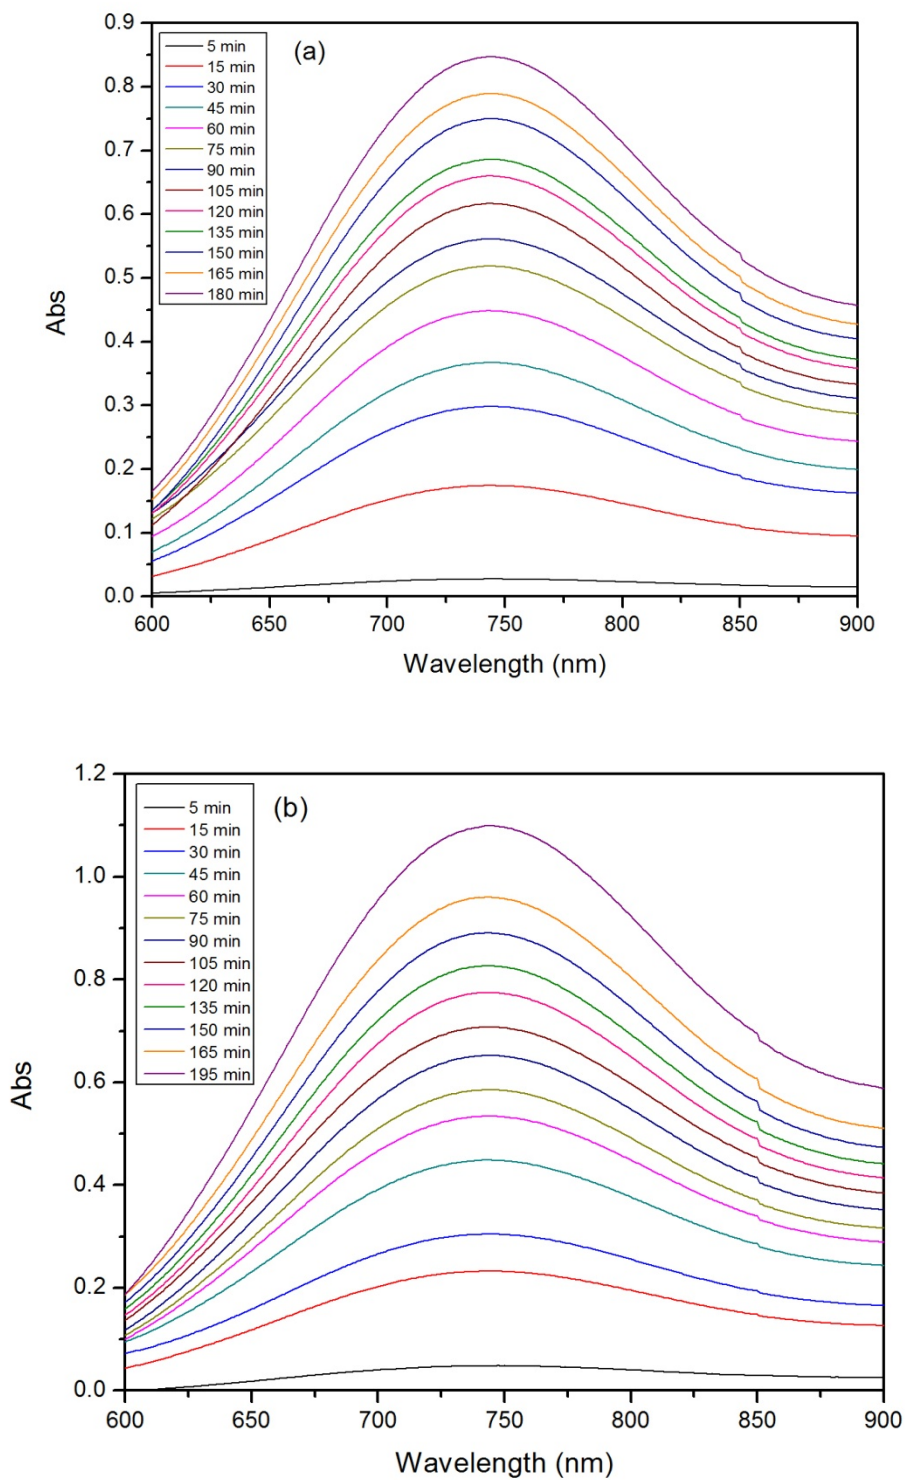 0.9
(a)
5 min
15 min
30 min
45 min
60 min
75 min
90 min
105 min
120 min
135 min
150 min
165 min
180 min
0.8
0.7
0.6
0.5
0.4
0.3
0.2
0.1
0.0
Abs
600 650 700 750 800 850 900
Wavelength (nm)
1.2
(b)
5 min
15 min
30 min
45 min
60 min
75 min
90 min
105 min
120 min
135 min
150 min
165 min
195 min
1.0
0.8
0.6
0.4
0.2
0.0
Abs
600 650 700 750 800 850 900
Wavelength (nm)